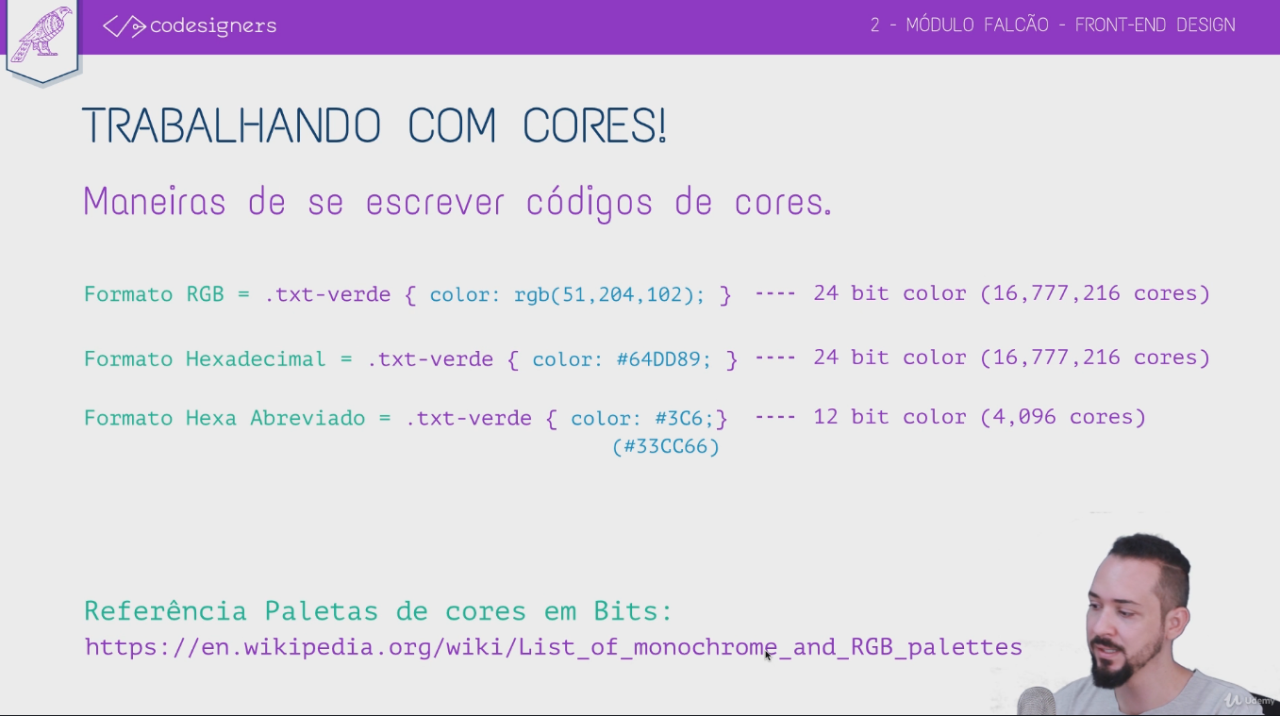 codesigners
2 - MÓDULO FALCÃO - FRONT-END DESIGN
TRABALHANDO COM CORES!
Maneiras de se escrever códigos de cores.
Formato RGB = .txt-verde { color: rgb(51,204,102); } ---- 24 bit color (16,777,216 cores)
Formato Hexadecimal = .txt-verde { color: #64DD89; } ---- 24 bit color (16,777,216 cores)
Formato Hexa Abreviado = .txt-verde { color: #3C6;} ---- 12 bit color (4,096 cores)
(#33CC66)
Referência Paletas de cores em Bits:
https://en.wikipedia.org/wiki/List_of_monochrome_and_RGB_palettes
Udemy